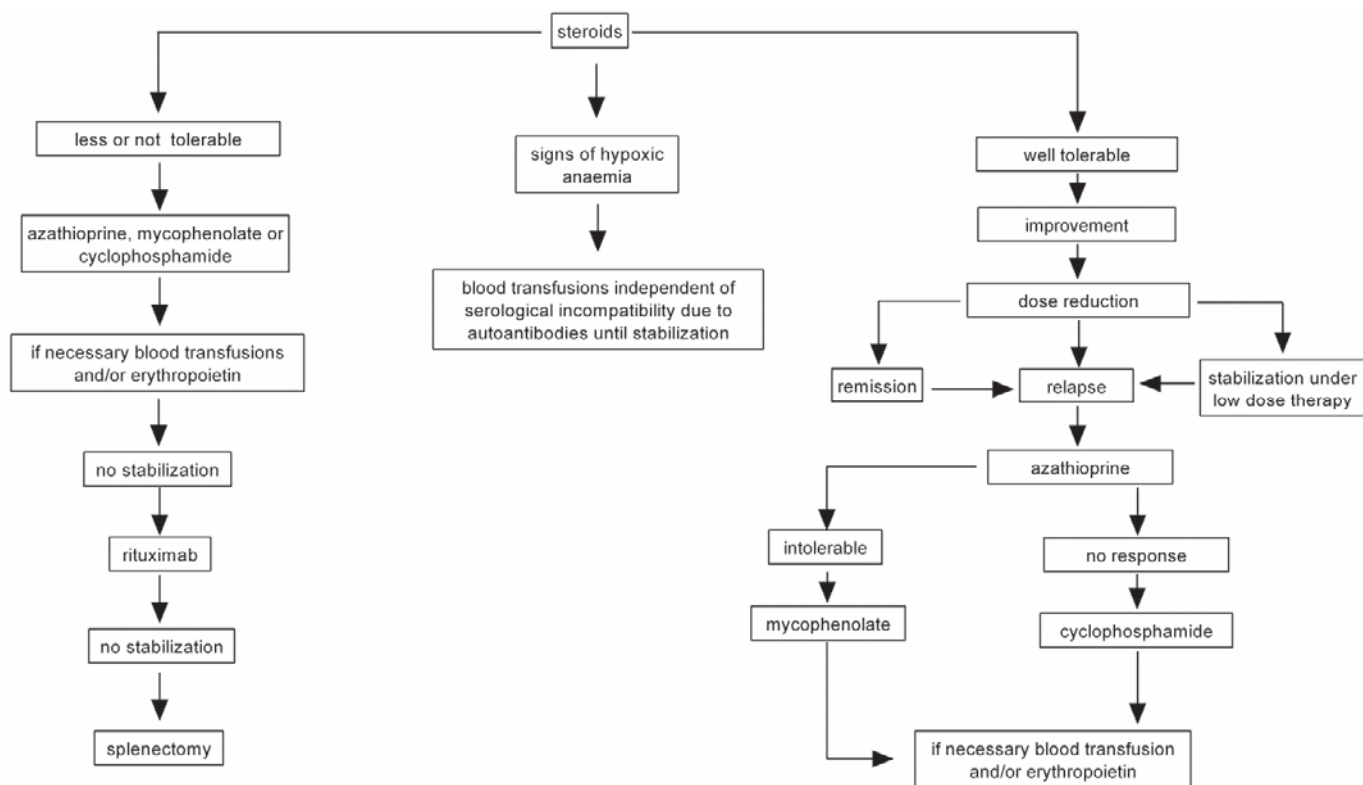 steroids
less or not tolerable
azathioprine, mycophenolate or
cyclophosphamide
if necessary blood transfusions
and/or erythropoietin
no stabilization
rituximab
no stabilization
splenectomy
signs of hypoxic
anaemia
blood transfusions independent of
serological incompatibility due to
autoantibodies until stabilization
well tolerable
improvement
dose reduction
remission
relapse
stabilization under
low dose therapy
azathioprine
intolerable
mycophenolate
no response
cyclophosphamide
if necessary blood transfusion
and/or erythropoietin